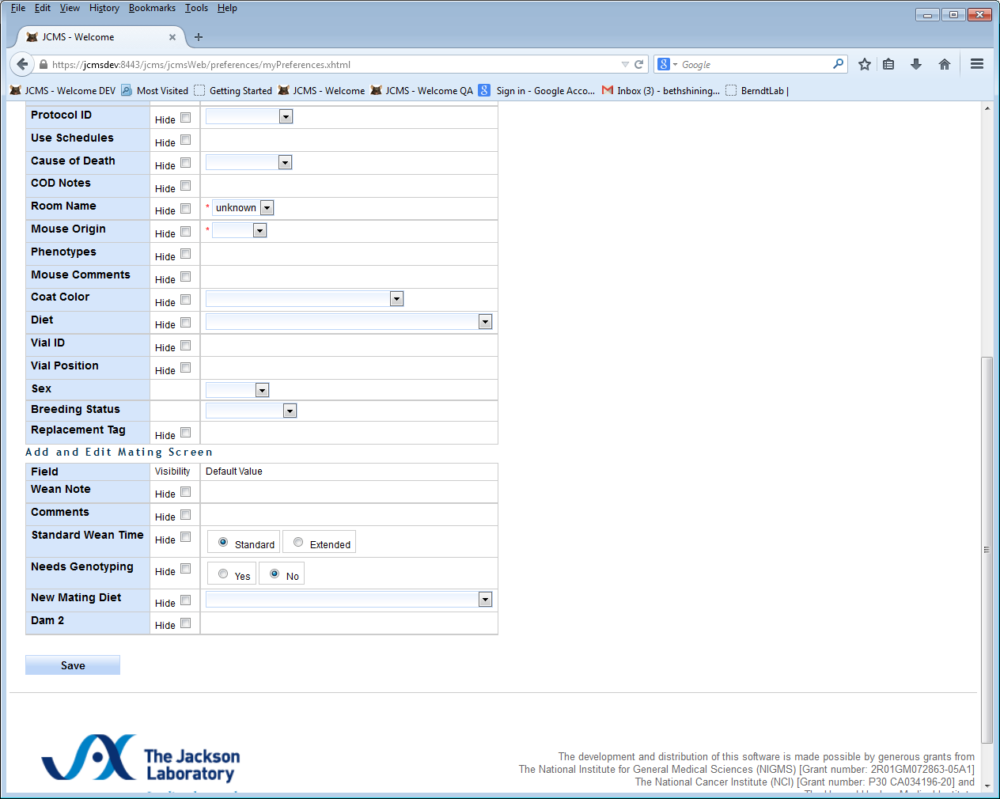 File Edit View History Bookmarks Tools Help
JCMS - Welcome
https://jcmsdev:8443/jcms/jcmsWeb/preferences/myPreferences.xhtml
Google
JCMS - Welcome DEV Most Visited Getting Started JCMS - Welcome JCMS - Welcome QA Sign in - Google Acco... Inbox (3) - bethshining... BerndtLab |
Protocol ID Hide
Use Schedules Hide
Cause of Death Hide
COD Notes Hide
Room Name Hide * unknown
Mouse Origin Hide *
Phenotypes Hide
Mouse Comments Hide
Coat Color Hide
Diet Hide
Vial ID Hide
Vial Position Hide
Sex
Breeding Status
Replacement Tag Hide
Add and Edit Mating Screen
Field Visibility Default Value
Wean Note Hide
Comments Hide
Standard Wean Time Hide Standard Extended
Needs Genotyping Hide Yes No
New Mating Diet Hide
Dam 2 Hide
Save
The Jackson
Laboratory
The development and distribution of this software is made possible by generous grants from
The National Institute for General Medical Sciences (NIGMS) [Grant number: 2R01GM072863-05A1]
The National Cancer Institute (NCI) [Grant number: P30 CA034196-20] and